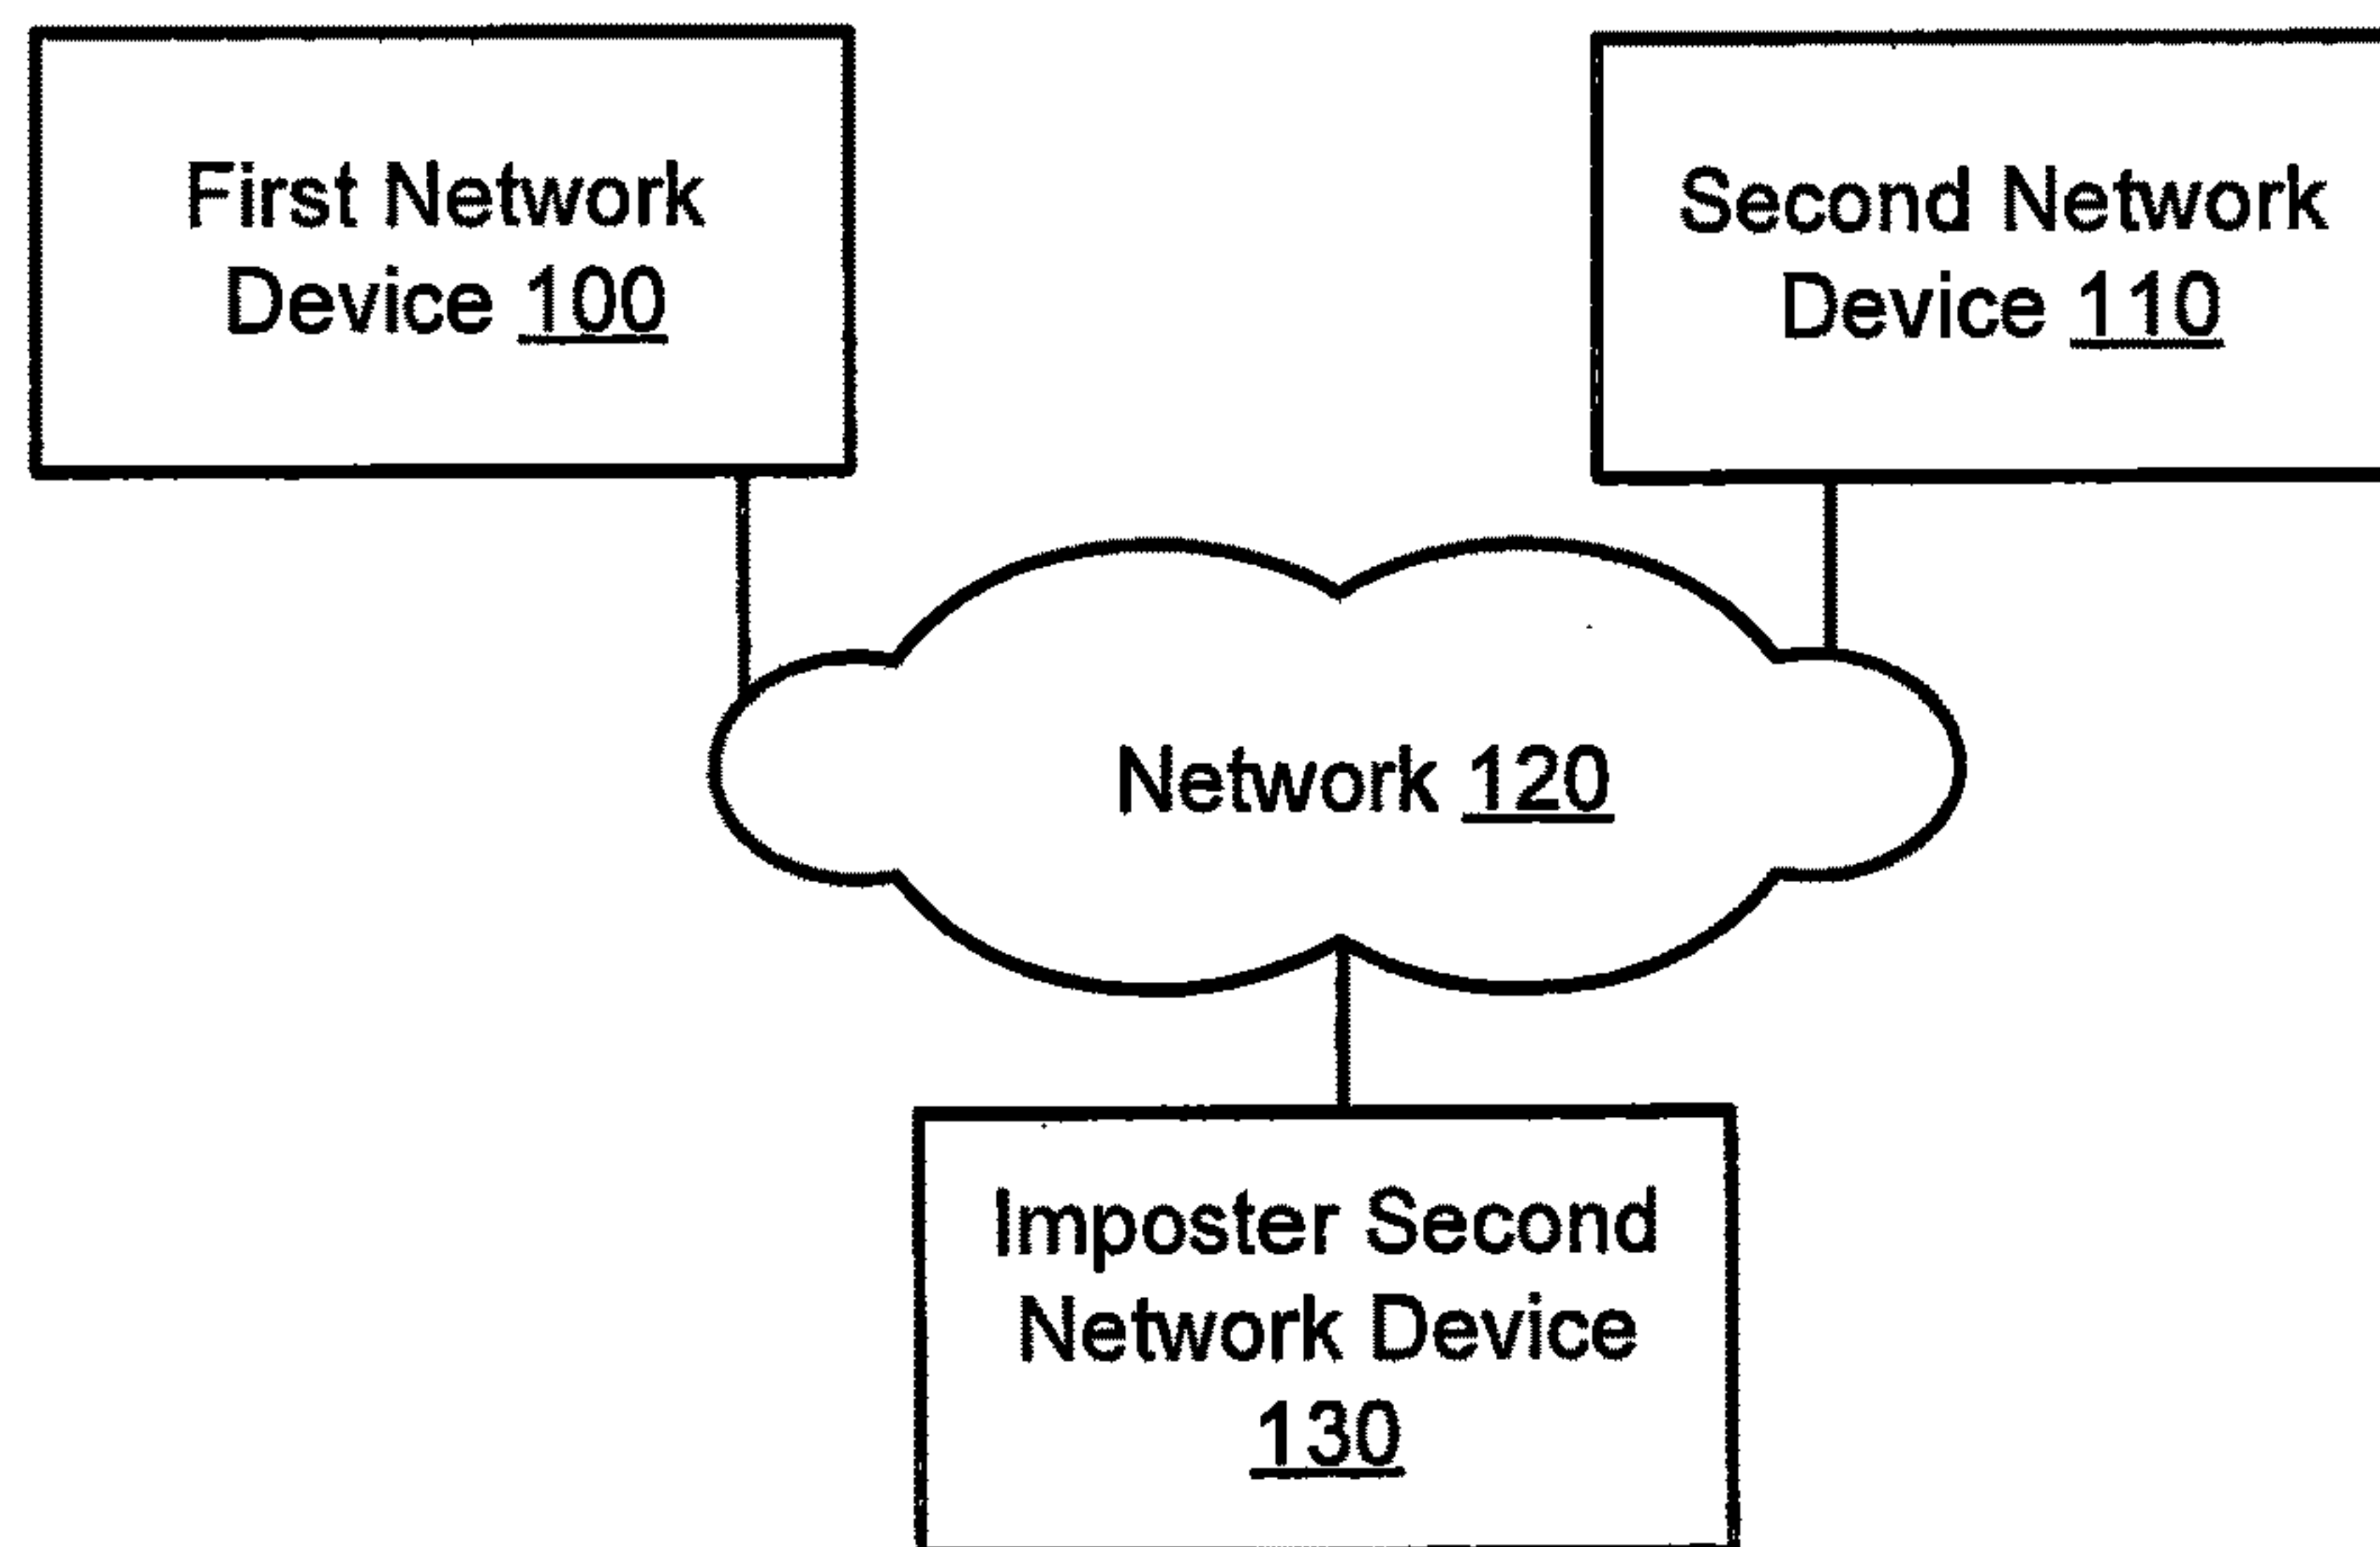 First Network
Device 100
Second Network
Device 110
Network 120
Imposter Second
Network Device
130